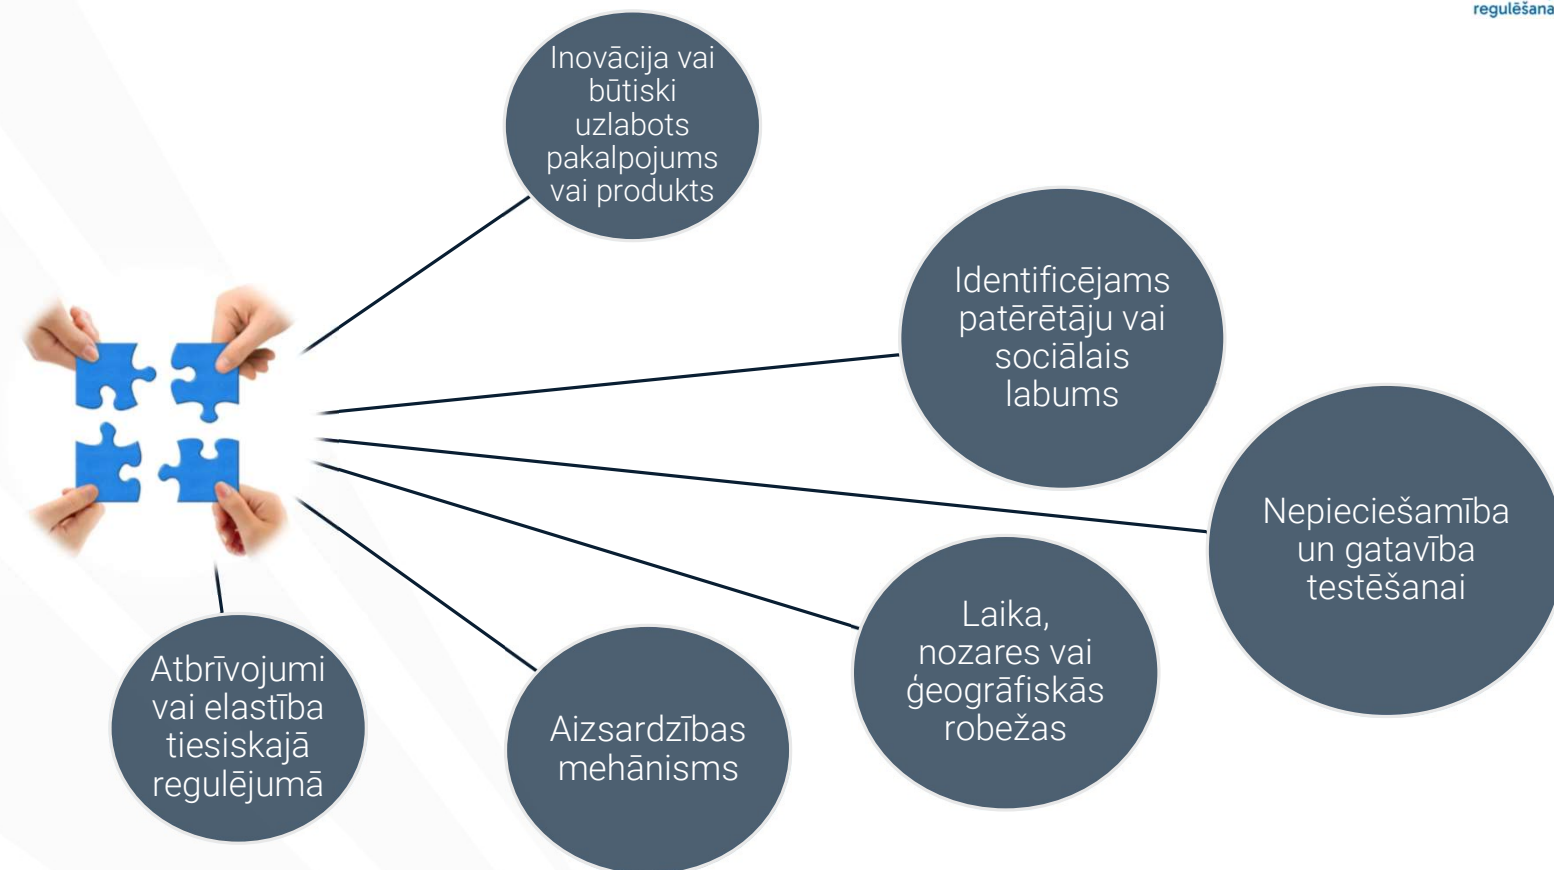 regulēšana
Inovācija vai
būtiski
uzlabots
pakalpojums
vai produkts
Identificējams
patērētāju vai
sociālais
labums
Nepieciešamība
un gatavība
testēšanai
Laika,
nozares vai
ģeogrāfiskās
robežas
Aizsardzības
mehānisms
Atbrīvojumi
vai elastība
tiesiskajā
regulējumā